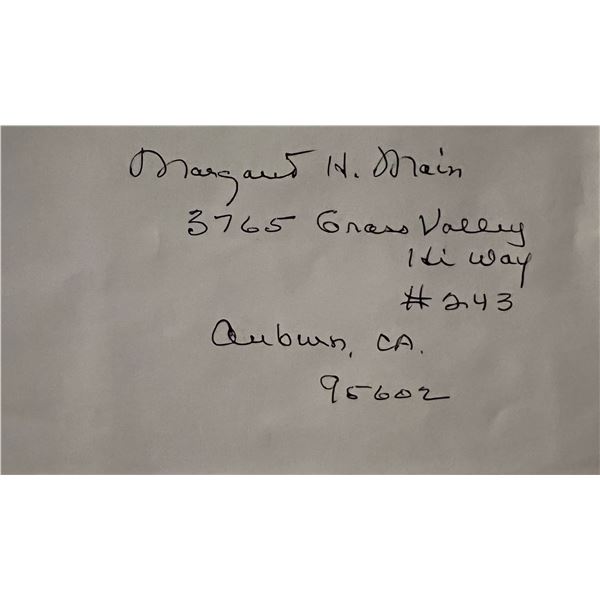 Margaret H. Main
3765 Grass Valley
Hi Way
#243
Auburn, CA.
95602